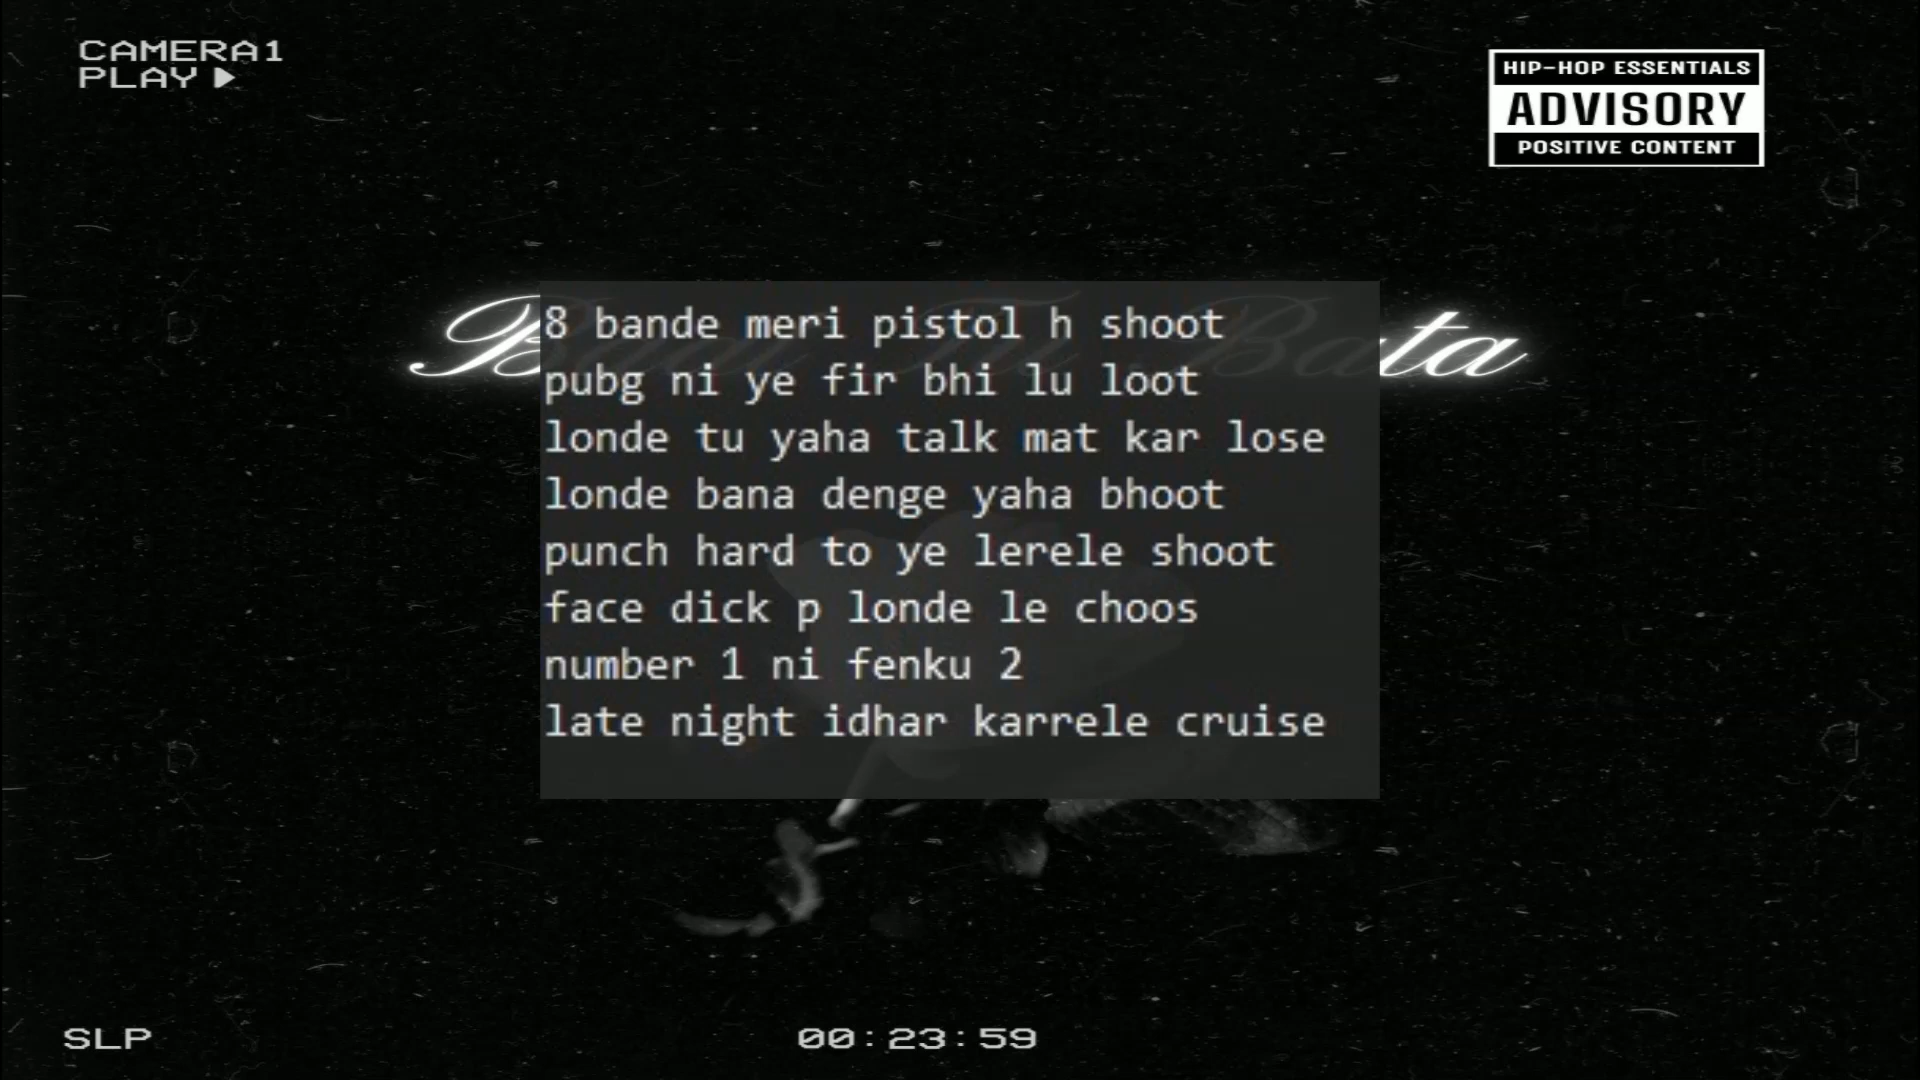 CAMERA1
PLAY
HIP-HOP ESSENTIALS
ADVISORY
POSITIVE CONTENT
8 bande meri pistol h shoot
pubg ni ye fir bhi lu loot
londe tu yaha talk mat kar lose
londe bana denge yaha bhoot
punch hard to ye lerele shoot
face dick p londe le choos
number 1 ni fenku 2
late night idhar karrele cruise
SLP
00:23:59